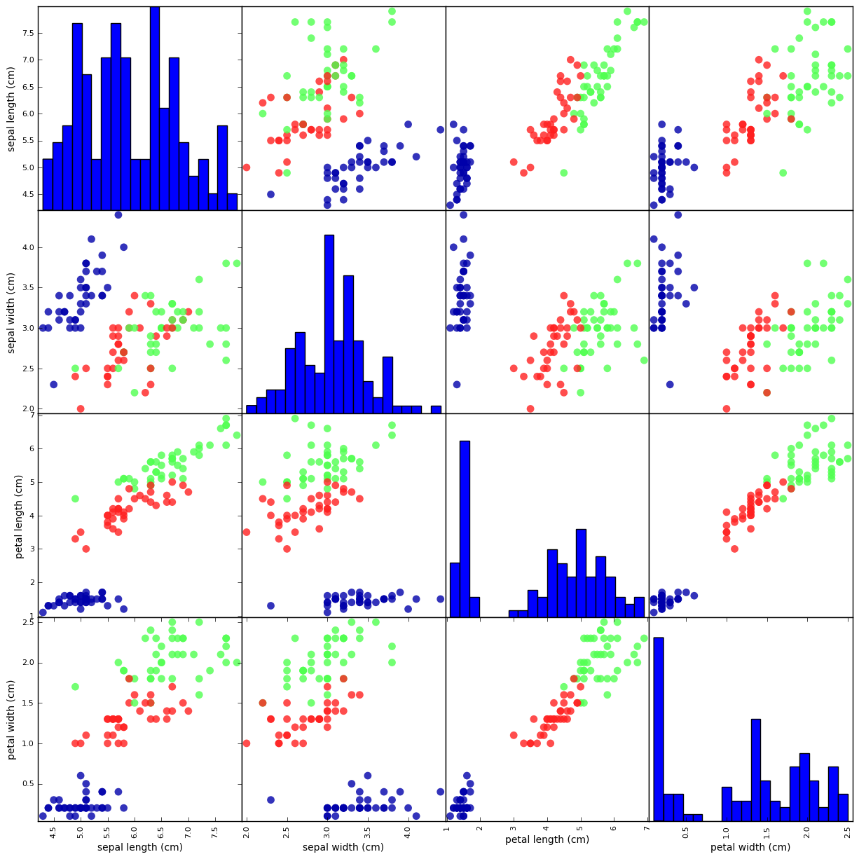 sepal length (cm)
7.5
7.0
6.5
6.0
5.5
5.0
4.5
sepal width (cm)
4.0
3.5
3.0
2.5
2.0
petal length (cm)
7
6
5
4
3
2
1
petal width (cm)
2.5
2.0
1.5
1.0
0.5
4.5 5.0 5.5 6.0 6.5 7.0 7.5
sepal length (cm)
2.0 2.5 3.0 3.5 4.0
sepal width (cm)
1 2 3 4 5 6 7
petal length (cm)
0.5 1.0 1.5 2.0 2.5
petal width (cm)